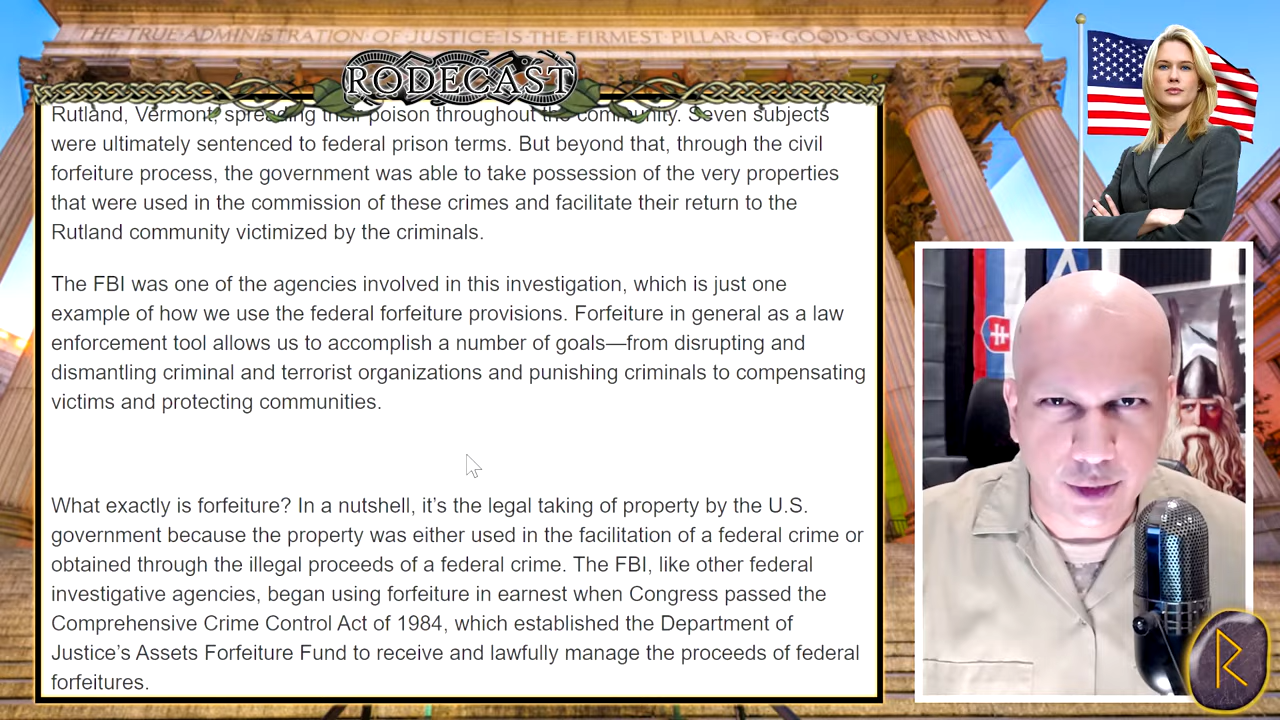 THE TRUE ADMINISTRATION OF JUSTICE IS THE FIRMEST PILLAR OF GOOD GOVERNMENT
RODECAST
Rutland, Vermont, spreading their poison throughout the community. Seven subjects
were ultimately sentenced to federal prison terms. But beyond that, through the civil
forfeiture process, the government was able to take possession of the very properties
that were used in the commission of these crimes and facilitate their return to the
Rutland community victimized by the criminals.
The FBI was one of the agencies involved in this investigation, which is just one
example of how we use the federal forfeiture provisions. Forfeiture in general as a law
enforcement tool allows us to accomplish a number of goals—from disrupting and
dismantling criminal and terrorist organizations and punishing criminals to compensating
victims and protecting communities.
What exactly is forfeiture? In a nutshell, it’s the legal taking of property by the U.S.
government because the property was either used in the facilitation of a federal crime or
obtained through the illegal proceeds of a federal crime. The FBI, like other federal
investigative agencies, began using forfeiture in earnest when Congress passed the
Comprehensive Crime Control Act of 1984, which established the Department of
Justice’s Assets Forfeiture Fund to receive and lawfully manage the proceeds of federal
forfeitures.
ᚱ